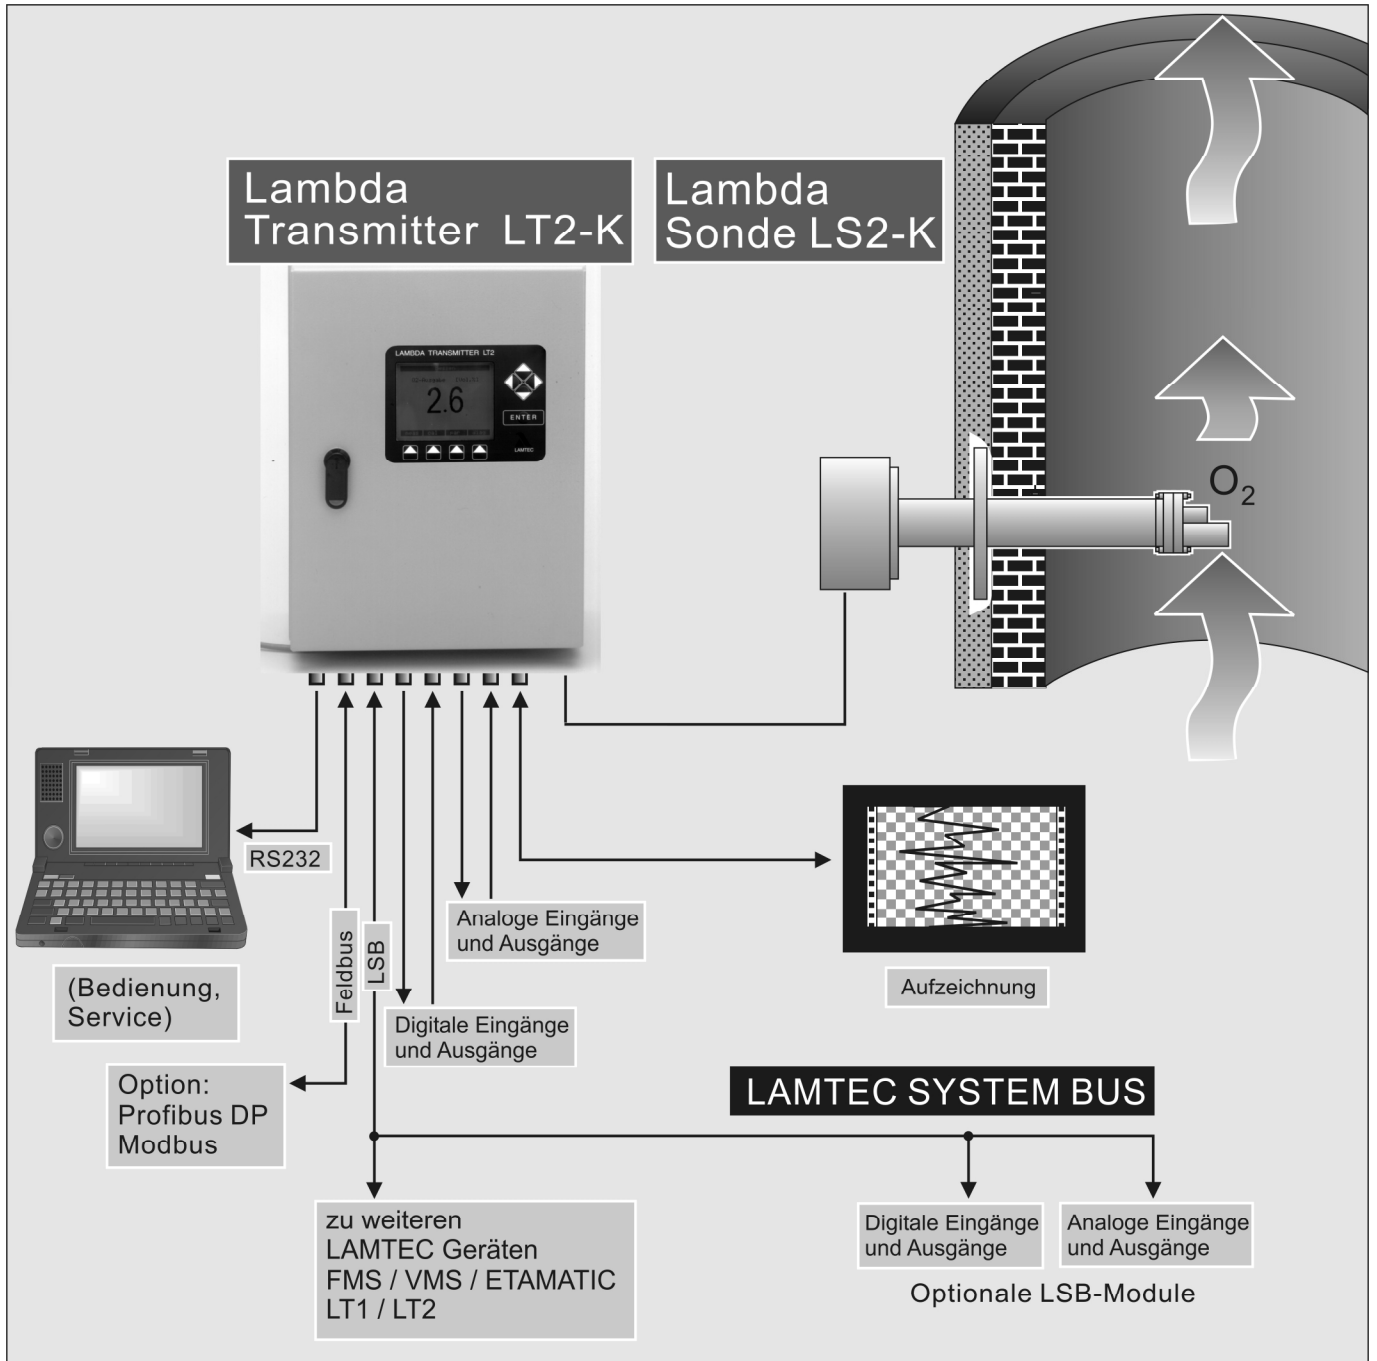 Lambda
Transmitter LT2-K
Lambda
Sonde LS2-K
LAMBDA TRANSMITTER LT2
2.6
ENTER
LAMTEC
O2
RS232
(Bedienung,
Service)
Feldbus
LSB
Analoge Eingänge
und Ausgänge
Digitale Eingänge
und Ausgänge
Aufzeichnung
Option:
Profibus DP
Modbus
LAMTEC SYSTEM BUS
zu weiteren
LAMTEC Geräten
FMS / VMS / ETAMATIC
LT1 / LT2
Digitale Eingänge
und Ausgänge
Analoge Eingänge
und Ausgänge
Optionale LSB-Module